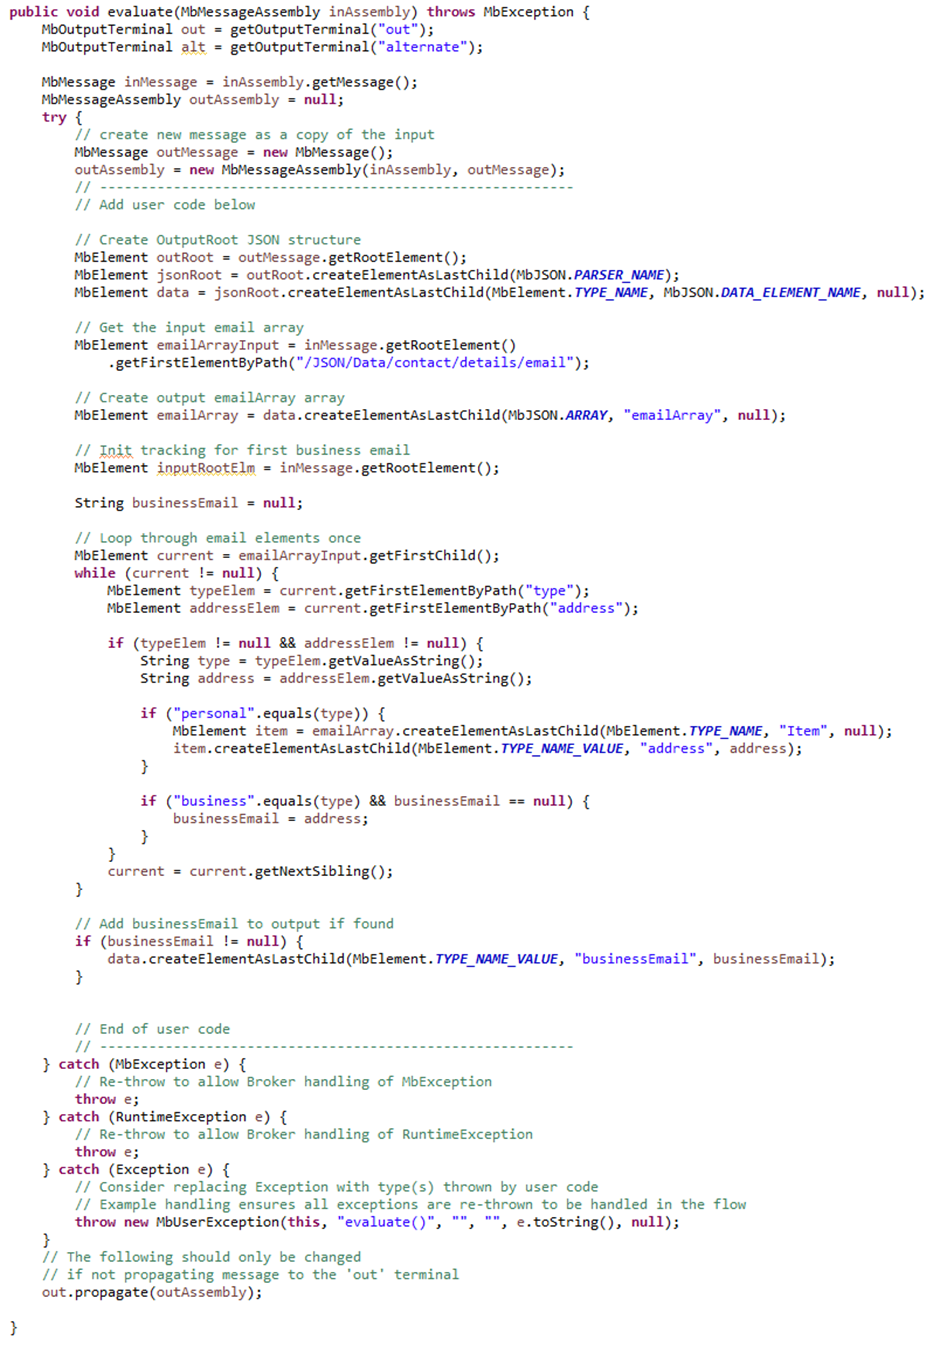 public void evaluate(MbMessageAssembly inAssembly) throws MbException {
    MbOutputTerminal out = getOutputTerminal("out");
    MbOutputTerminal alt = getOutputTerminal("alternate");

    MbMessage inMessage = inAssembly.getMessage();
    MbMessageAssembly outAssembly = null;
    try {
        // create new message as a copy of the input
        MbMessage outMessage = new MbMessage();
        outAssembly = new MbMessageAssembly(inAssembly, outMessage);
        // ----------------------------------------------------------
        // Add user code below

        // Create OutputRoot JSON structure
        MbElement outRoot = outMessage.getRootElement();
        MbElement jsonRoot = outRoot.createElementAsLastChild(MbJSON.PARSER_NAME);
        MbElement data = jsonRoot.createElementAsLastChild(MbElement.TYPE_NAME, MbJSON.DATA_ELEMENT_NAME, null);

        // Get the input email array
        MbElement emailArrayInput = inMessage.getRootElement()
            .getFirstElementByPath("/JSON/Data/contact/details/email");

        // Create output emailArray array
        MbElement emailArray = data.createElementAsLastChild(MbJSON.ARRAY, "emailArray", null);

        // Init tracking for first business email
        MbElement inputRootElm = inMessage.getRootElement();

        String businessEmail = null;

        // Loop through email elements once
        MbElement current = emailArrayInput.getFirstChild();
        while (current != null) {
            MbElement typeElem = current.getFirstElementByPath("type");
            MbElement addressElem = current.getFirstElementByPath("address");

            if (typeElem != null && addressElem != null) {
                String type = typeElem.getValueAsString();
                String address = addressElem.getValueAsString();

                if ("personal".equals(type)) {
                    MbElement item = emailArray.createElementAsLastChild(MbElement.TYPE_NAME, "Item", null);
                    item.createElementAsLastChild(MbElement.TYPE_NAME_VALUE, "address", address);
                }

                if ("business".equals(type) && businessEmail == null) {
                    businessEmail = address;
                }
            }
            current = current.getNextSibling();
        }

        // Add businessEmail to output if found
        if (businessEmail != null) {
            data.createElementAsLastChild(MbElement.TYPE_NAME_VALUE, "businessEmail", businessEmail);
        }


        // End of user code
        // ----------------------------------------------------------
    } catch (MbException e) {
        // Re-throw to allow Broker handling of MbException
        throw e;
    } catch (RuntimeException e) {
        // Re-throw to allow Broker handling of RuntimeException
        throw e;
    } catch (Exception e) {
        // Consider replacing Exception with type(s) thrown by user code
        // Example handling ensures all exceptions are re-thrown to be handled in the flow
        throw new MbUserException(this, "evaluate()", "", "", e.toString(), null);
    }
    // The following should only be changed
    // if not propagating message to the 'out' terminal
    out.propagate(outAssembly);

}